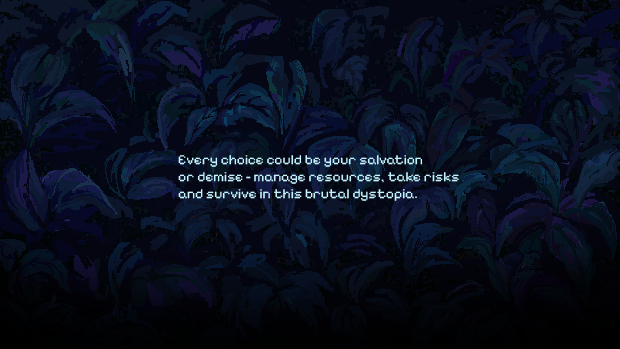 Every choice could be your salvation
or demise - manage resources, take risks
and survive in this brutal dystopia.